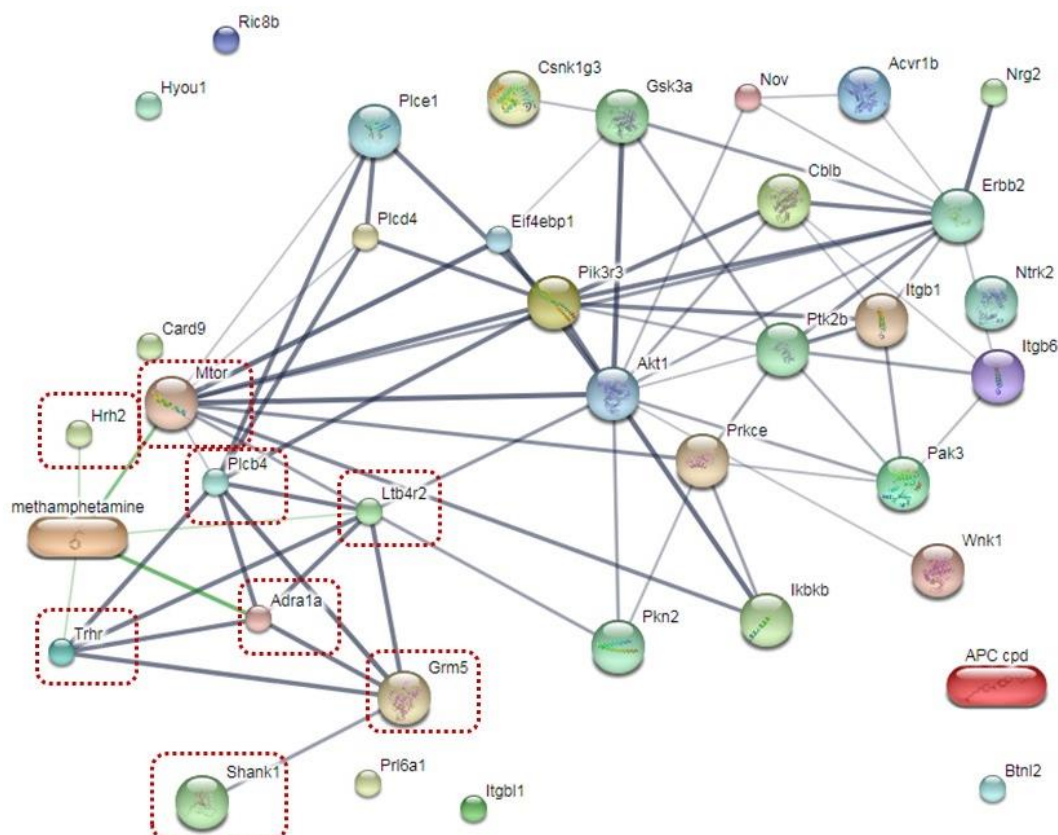 Ric8b
Hyou1
Csnk1g3
Gsk3a
Nov
Acvr1b
Nrg2
Plce1
Cblb
Erbb2
Plcd4
Eif4ebp1
Pik3r3
Itgb1
Ntrk2
Ptk2b
Itgb6
Card9
Mtor
Akt1
Hrh2
Prkce
Pak3
Plcb4
Ltb4r2
methamphetamine
Wnk1
Adra1a
Ikbkb
Trhr
Pkn2
Grm5
APC cpd
Shank1
Prl6a1
Itgbl1
Btnl2